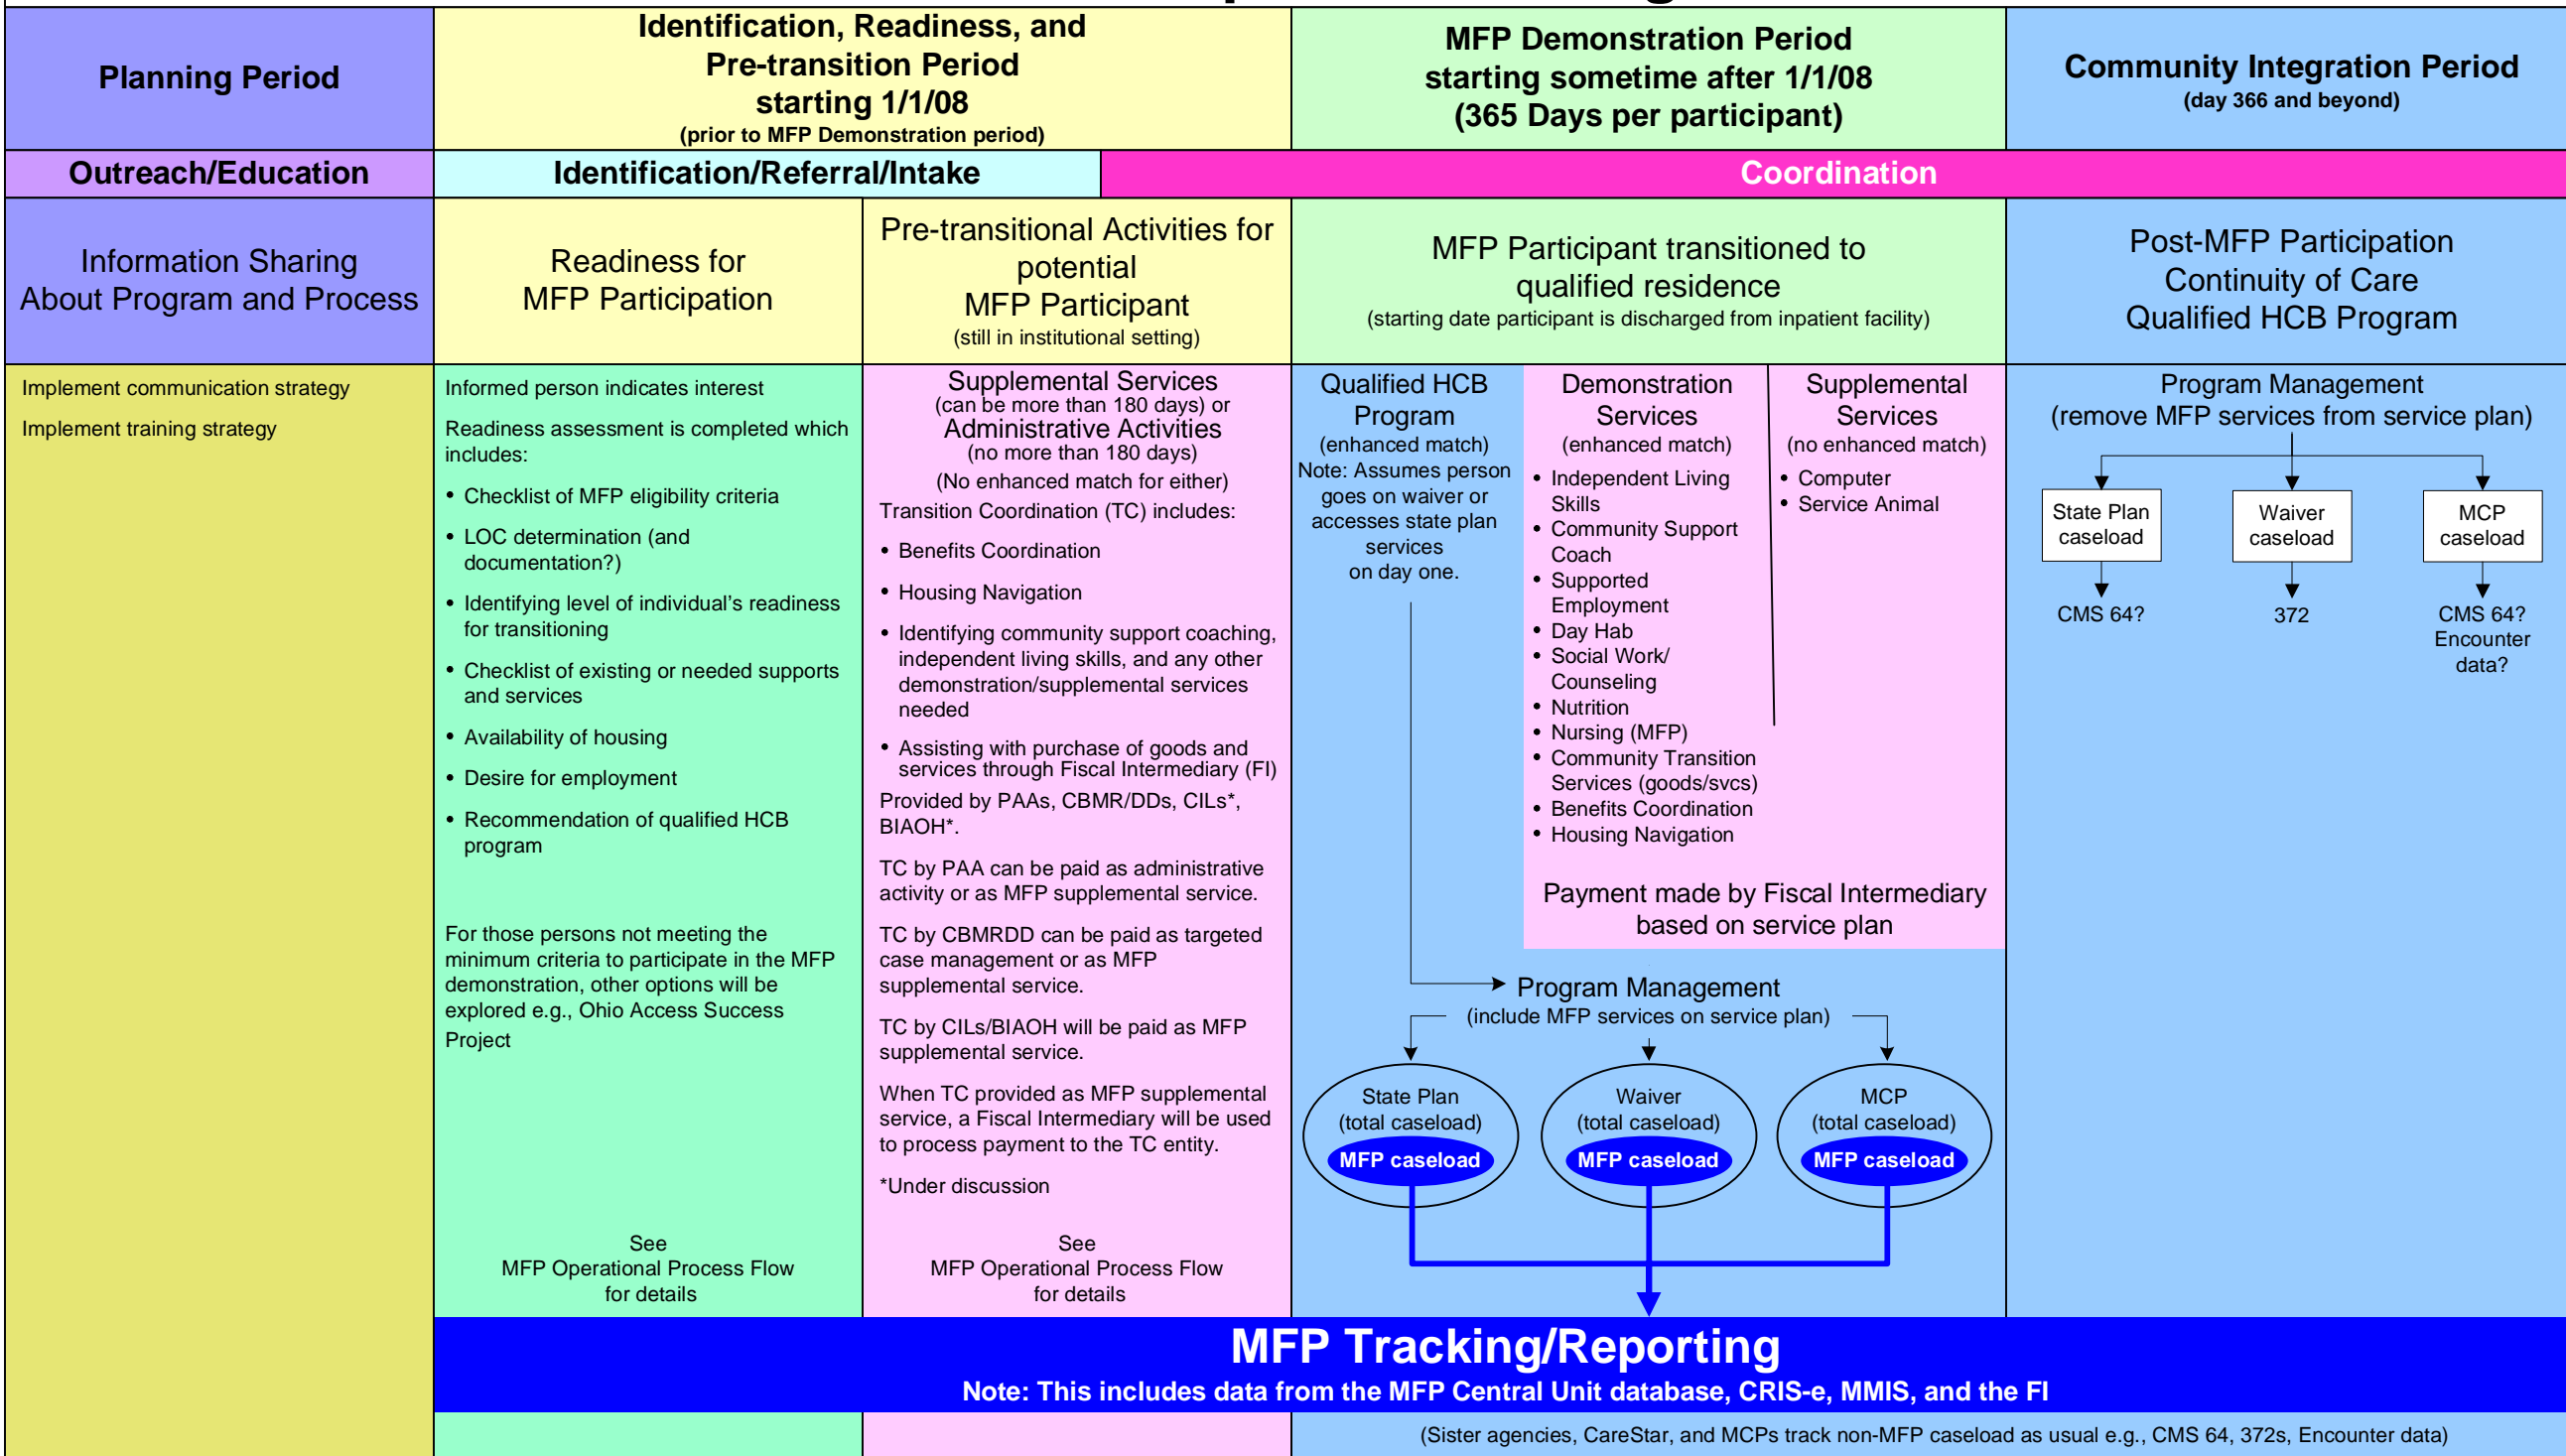 Planning Period
Identification, Readiness, and
Pre-transition Period
starting 1/1/08
(prior to MFP Demonstration period)
MFP Demonstration Period
starting sometime after 1/1/08
(365 Days per participant)
Community Integration Period
(day 366 and beyond)
Outreach/Education
Identification/Referral/Intake
Coordination
Information Sharing
About Program and Process
Readiness for
MFP Participation
Pre-transitional Activities for
potential
MFP Participant
(still in institutional setting)
MFP Participant transitioned to
qualified residence
(starting date participant is discharged from inpatient facility)
Post-MFP Participation
Continuity of Care
Qualified HCB Program
Implement communication strategy
Implement training strategy
Informed person indicates interest
Readiness assessment is completed which
includes:
• Checklist of MFP eligibility criteria
• LOC determination (and
documentation?)
• Identifying level of individual's readiness
for transitioning
• Checklist of existing or needed supports
and services
• Availability of housing
• Desire for employment
• Recommendation of qualified HCB
program
For those persons not meeting the
minimum criteria to participate in the MFP
demonstration, other options will be
explored e.g., Ohio Access Success
Project
See
MFP Operational Process Flow
for details
Supplemental Services
(can be more than 180 days) or
Administrative Activities
(no more than 180 days)
(No enhanced match for either)
Transition Coordination (TC) includes:
• Benefits Coordination
• Housing Navigation
• Identifying community support coaching,
independent living skills, and any other
demonstration/supplemental services
needed
• Assisting with purchase of goods and
services through Fiscal Intermediary (FI)
Provided by PAAs, CBMR/DDs, CILs*,
BIAOH*.
TC by PAA can be paid as administrative
activity or as MFP supplemental service.
TC by CBMRDD can be paid as targeted
case management or as MFP
supplemental service.
TC by CILs/BIAOH will be paid as MFP
supplemental service.
When TC provided as MFP supplemental
service, a Fiscal Intermediary will be used
to process payment to the TC entity.
*Under discussion
See
MFP Operational Process Flow
for details
Qualified HCB
Program
(enhanced match)
Note: Assumes person
goes on waiver or
accesses state plan
services
on day one.
Demonstration
Services
(enhanced match)
• Independent Living
Skills
• Community Support
Coach
• Supported
Employment
• Day Hab
• Social Work/
Counseling
• Nutrition
• Nursing (MFP)
• Community Transition
Services (goods/svcs)
• Benefits Coordination
• Housing Navigation
Supplemental
Services
(no enhanced match)
• Computer
• Service Animal
Payment made by Fiscal Intermediary
based on service plan
Program Management
(include MFP services on service plan)
State Plan
(total caseload)
MFP caseload
Waiver
(total caseload)
MFP caseload
MCP
(total caseload)
MFP caseload
Program Management
(remove MFP services from service plan)
State Plan
caseload
Waiver
caseload
MCP
caseload
CMS 64?
372
CMS 64?
Encounter
data?
MFP Tracking/Reporting
Note: This includes data from the MFP Central Unit database, CRIS-e, MMIS, and the FI
(Sister agencies, CareStar, and MCPs track non-MFP caseload as usual e.g., CMS 64, 372s, Encounter data)